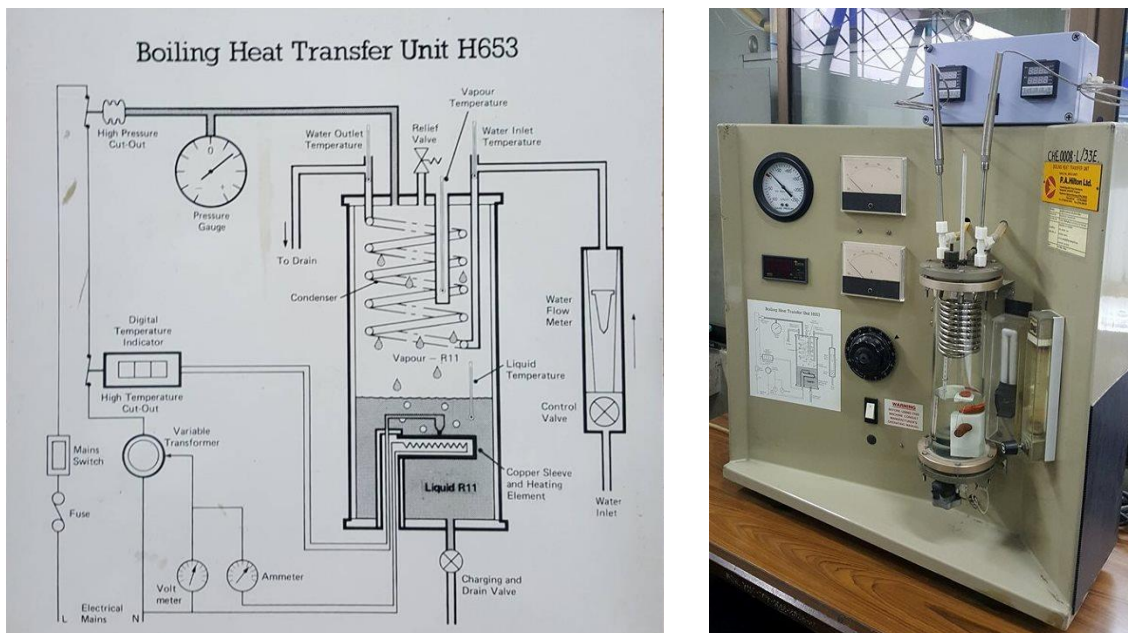 Boiling Heat Transfer Unit H653
Vapour
Temperature
High Pressure
Cut-Out
Water Outlet
Temperature
Relief
Valve
Water Inlet
Temperature
0
Pressure
Gauge
To Drain
Condenser
Water
Flow
Meter
Digital
Temperature
Indicator
Vapour – R11
Liquid
Temperature
High Temperature
Cut-Out
Control
Valve
Variable
Transformer
Mains
Switch
Copper Sleeve
and Heating
Element
Liquid R11
Water
Inlet
Fuse
Volt
meter
Ammeter
Charging and
Drain Valve
L
Electrical
Mains
N
CHE.0008-L/33E
P.A.Hilton Ltd.
Boiling Heat Transfer Unit H653
WARNING